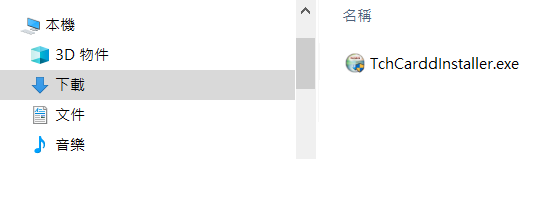 本機
3D 物件
下載
文件
音樂
名稱
TchCarddInstaller.exe